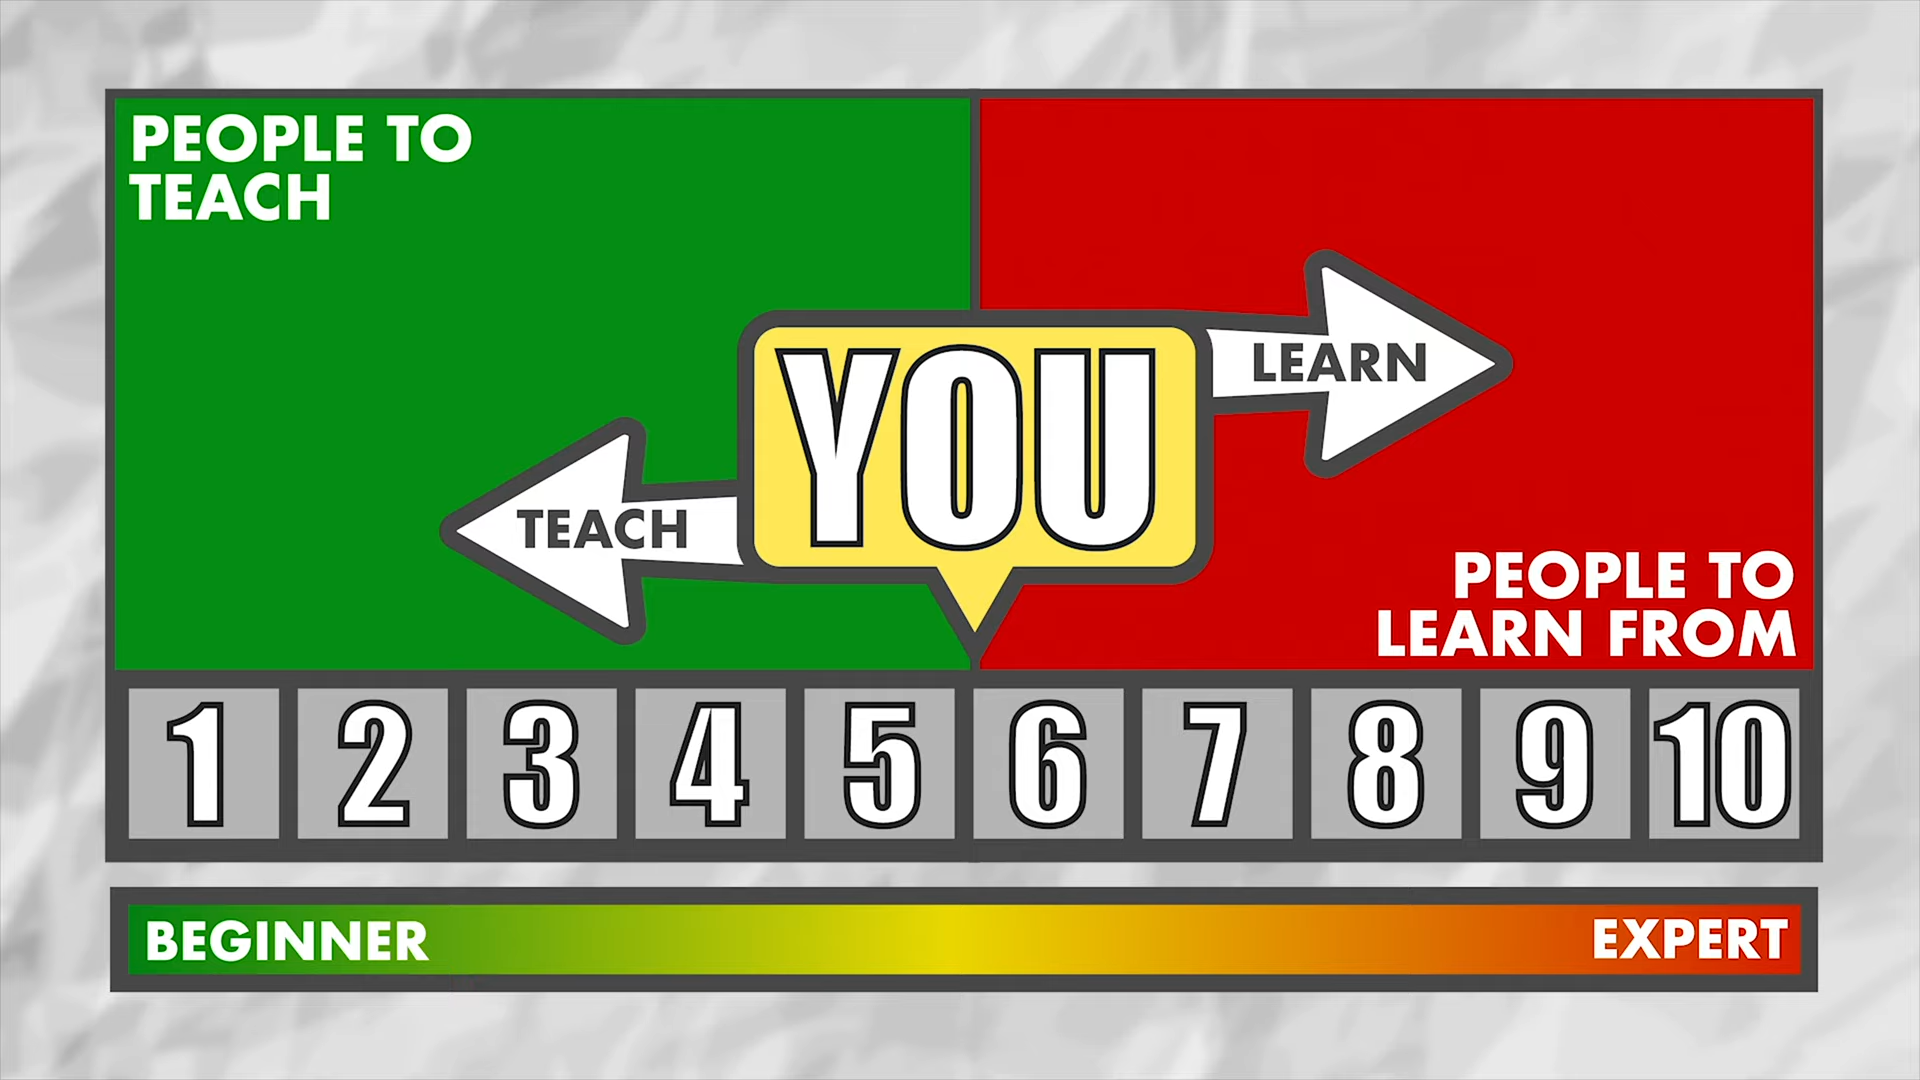 PEOPLE TO
TEACH
LEARN
YOU
TEACH
PEOPLE TO
LEARN FROM
1 2 3 4 5 6 7 8 9 10
BEGINNER EXPERT